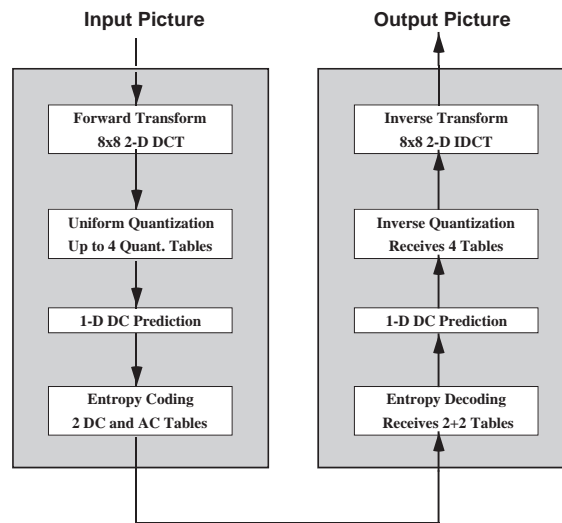 Input Picture
Forward Transform
8x8 2-D DCT
Uniform Quantization
Up to 4 Quant. Tables
1-D DC Prediction
Entropy Coding
2 DC and AC Tables
Output Picture
Inverse Transform
8x8 2-D IDCT
Inverse Quantization
Receives 4 Tables
1-D DC Prediction
Entropy Decoding
Receives 2+2 Tables